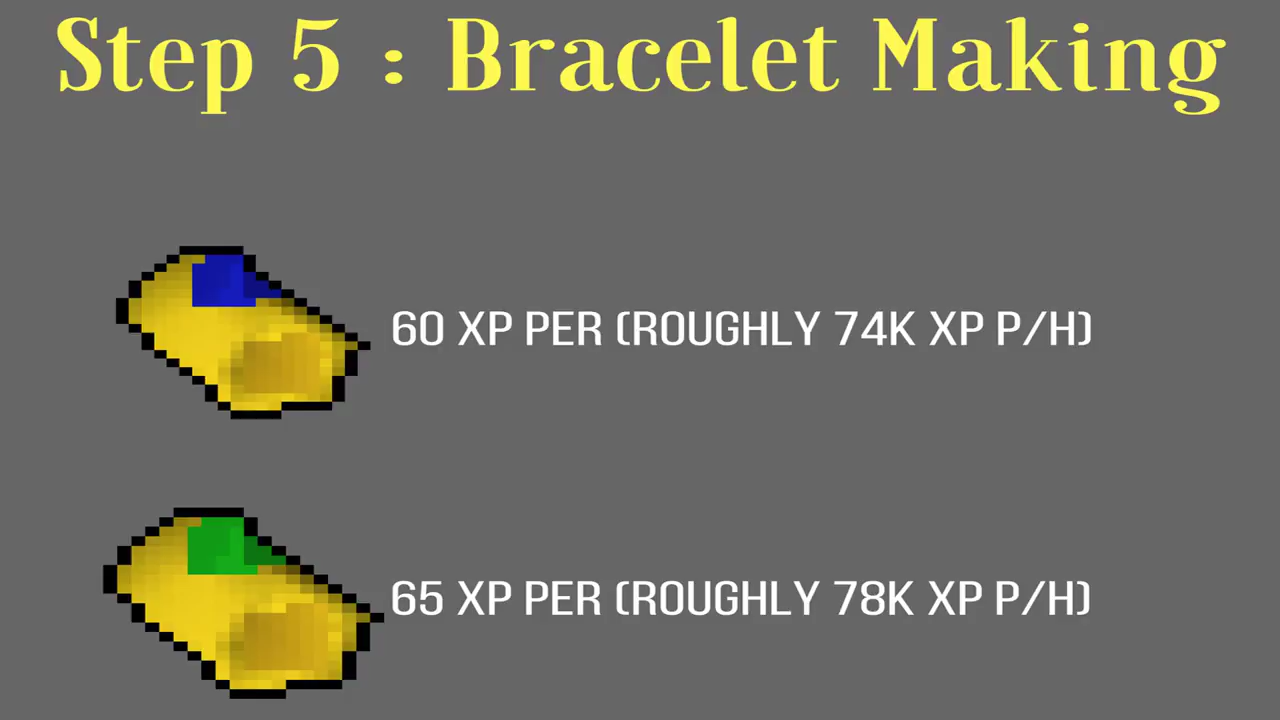 Step 5 : Bracelet Making
60 XP PER (ROUGHLY 74K XP P/H)
65 XP PER (ROUGHLY 78K XP P/H)